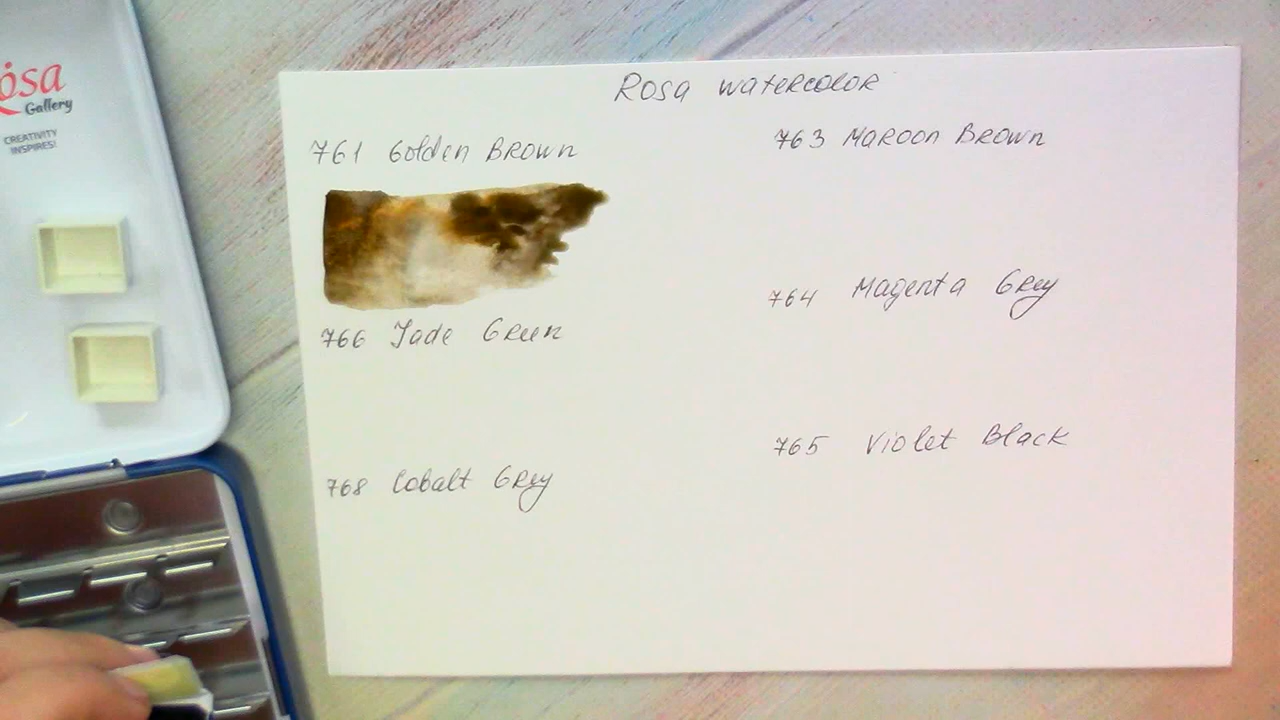 Rosa
Gallery
CREATIVITY
INSPIRES!
Rosa watercolor
761 Golden Brown
763 Maroon Brown
764 Magenta Grey
766 Jade Green
765 Violet Black
768 Cobalt Grey